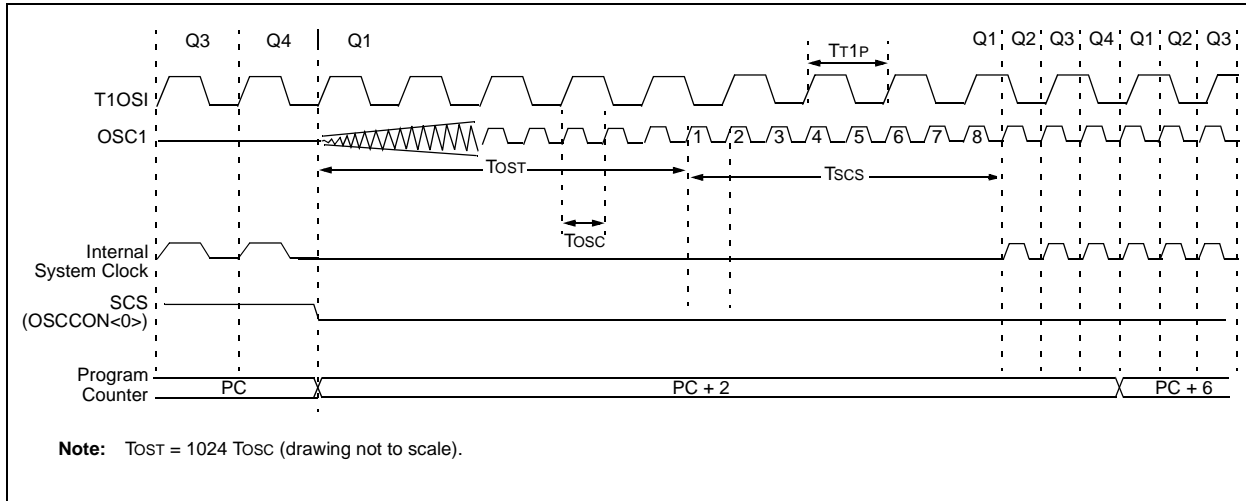 Q3 Q4 Q1 Q1 Q2 Q3 Q4 Q1 Q2 Q3
TT1P
T1OSI
OSC1
1 2 3 4 5 6 7 8
TOST
TSCS
TOSC
Internal
System Clock
SCS
(OSCCON<0>)
Program
Counter
PC PC + 2 PC + 6
Note: TOST = 1024 TOSC (drawing not to scale).